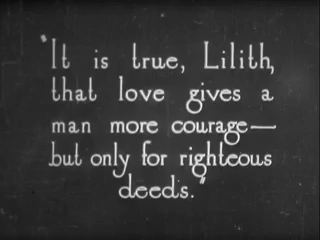 "It is true, Lilith,
that love gives a
man more courage—
but only for righteous
deeds."